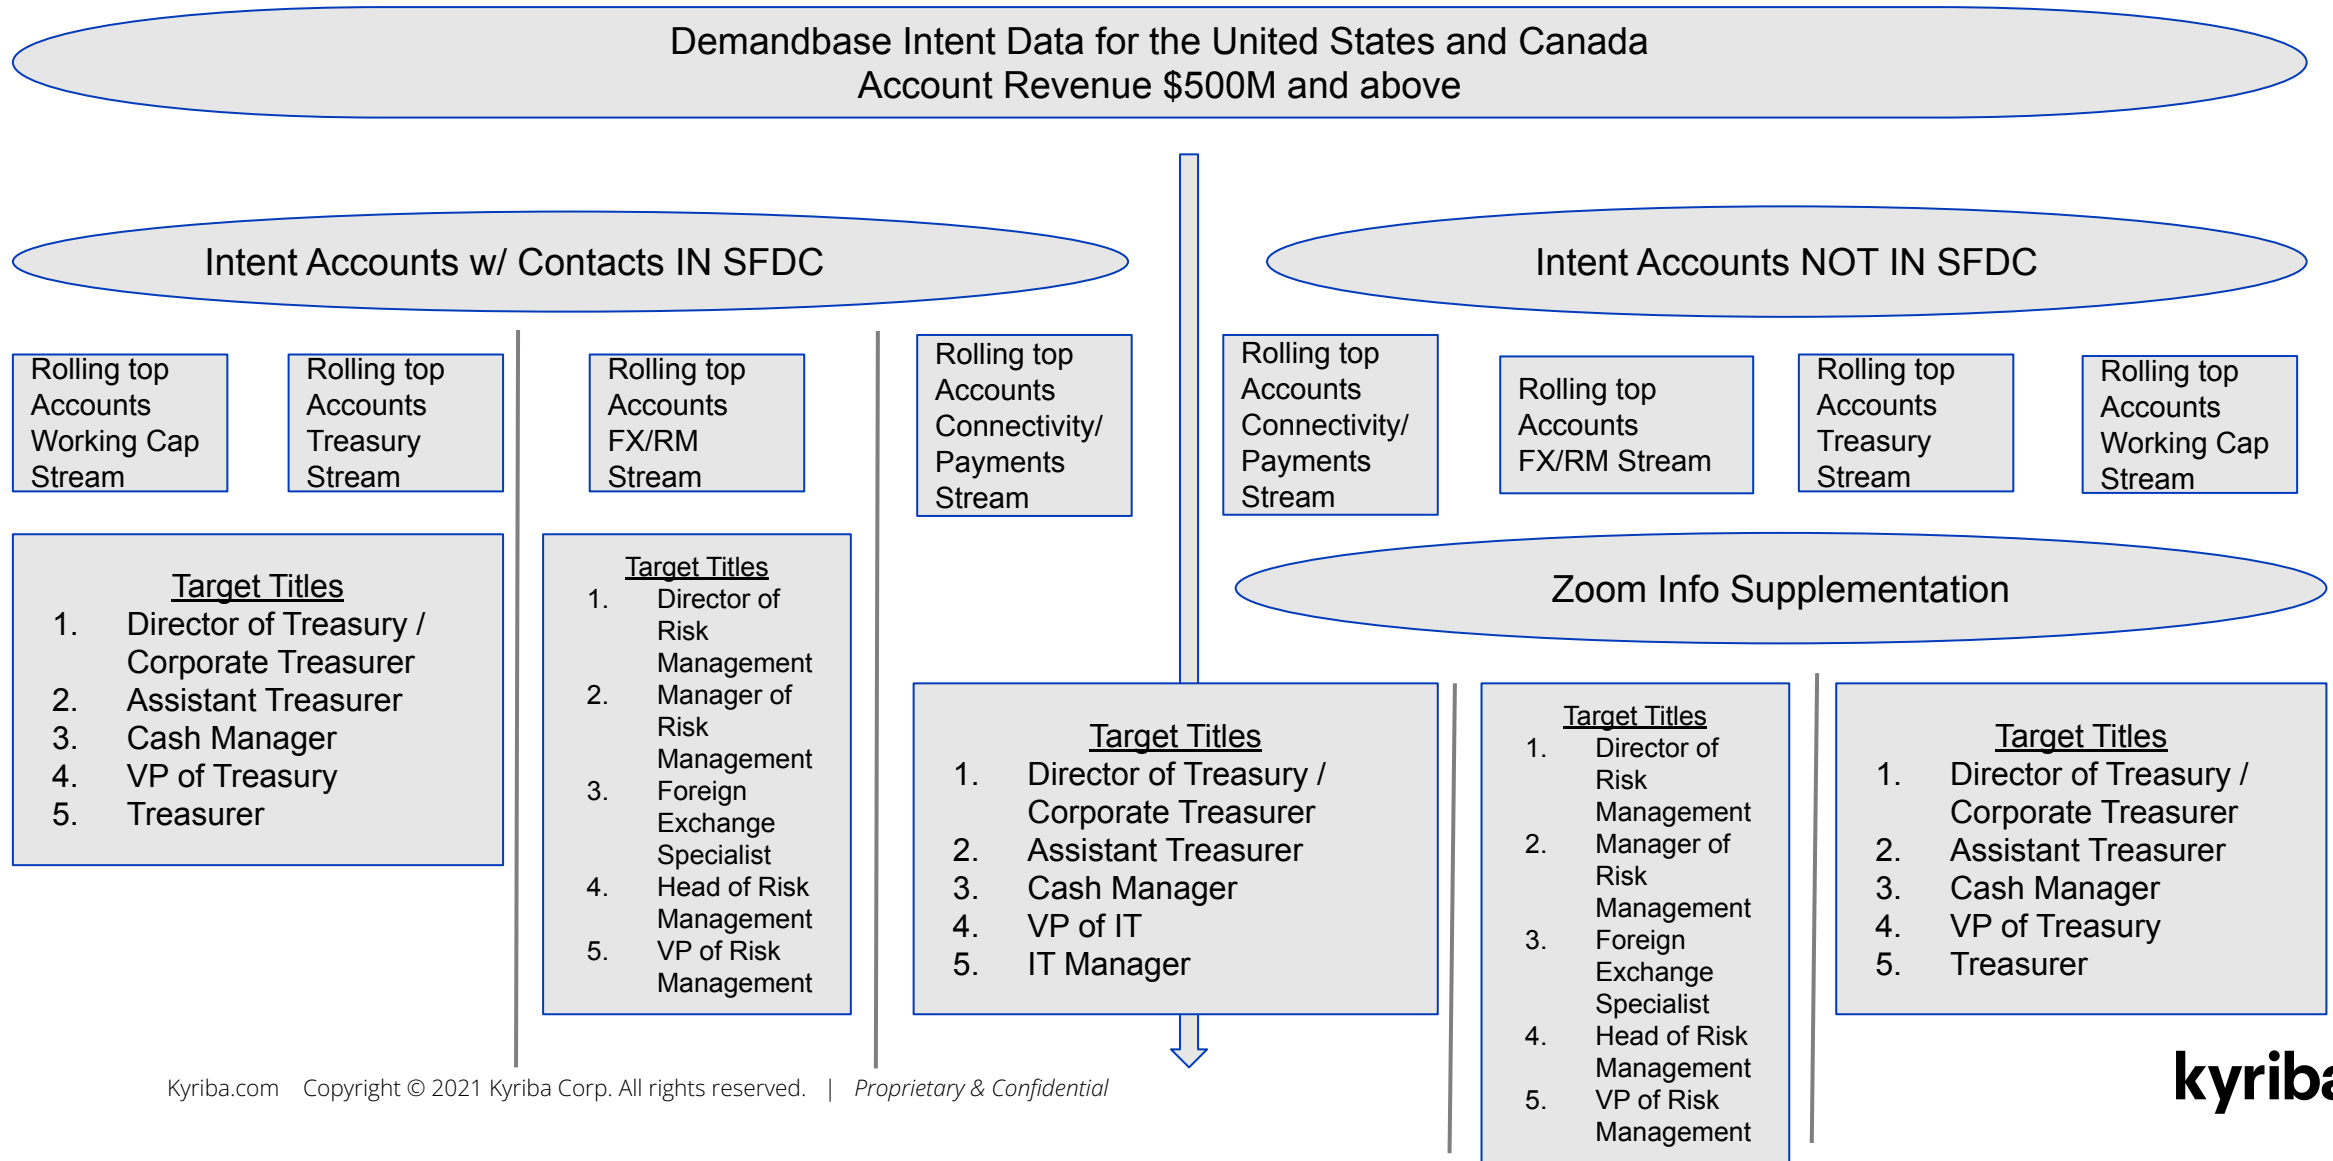 Demandbase Intent Data for the United States and Canada
Account Revenue $500M and above
Intent Accounts w/ Contacts IN SFDC
Intent Accounts NOT IN SFDC
Rolling top
Accounts
Working Cap
Stream
Rolling top
Accounts
Treasury
Stream
Rolling top
Accounts
FX/RM
Stream
Rolling top
Accounts
Connectivity/
Payments
Stream
Rolling top
Accounts
Connectivity/
Payments
Stream
Rolling top
Accounts
FX/RM Stream
Rolling top
Accounts
Treasury
Stream
Rolling top
Accounts
Working Cap
Stream
Zoom Info Supplementation
Target Titles
1. Director of Treasury /
Corporate Treasurer
2. Assistant Treasurer
3. Cash Manager
4. VP of Treasury
5. Treasurer
Target Titles
1. Director of
Risk
Management
2. Manager of
Risk
Management
3. Foreign
Exchange
Specialist
4. Head of Risk
Management
5. VP of Risk
Management
Target Titles
1. Director of Treasury /
Corporate Treasurer
2. Assistant Treasurer
3. Cash Manager
4. VP of IT
5. IT Manager
Target Titles
1. Director of
Risk
Management
2. Manager of
Risk
Management
3. Foreign
Exchange
Specialist
4. Head of Risk
Management
5. VP of Risk
Management
Target Titles
1. Director of Treasury /
Corporate Treasurer
2. Assistant Treasurer
3. Cash Manager
4. VP of Treasury
5. Treasurer
Kyriba.com Copyright © 2021 Kyriba Corp. All rights reserved. | Proprietary & Confidential
kyriba